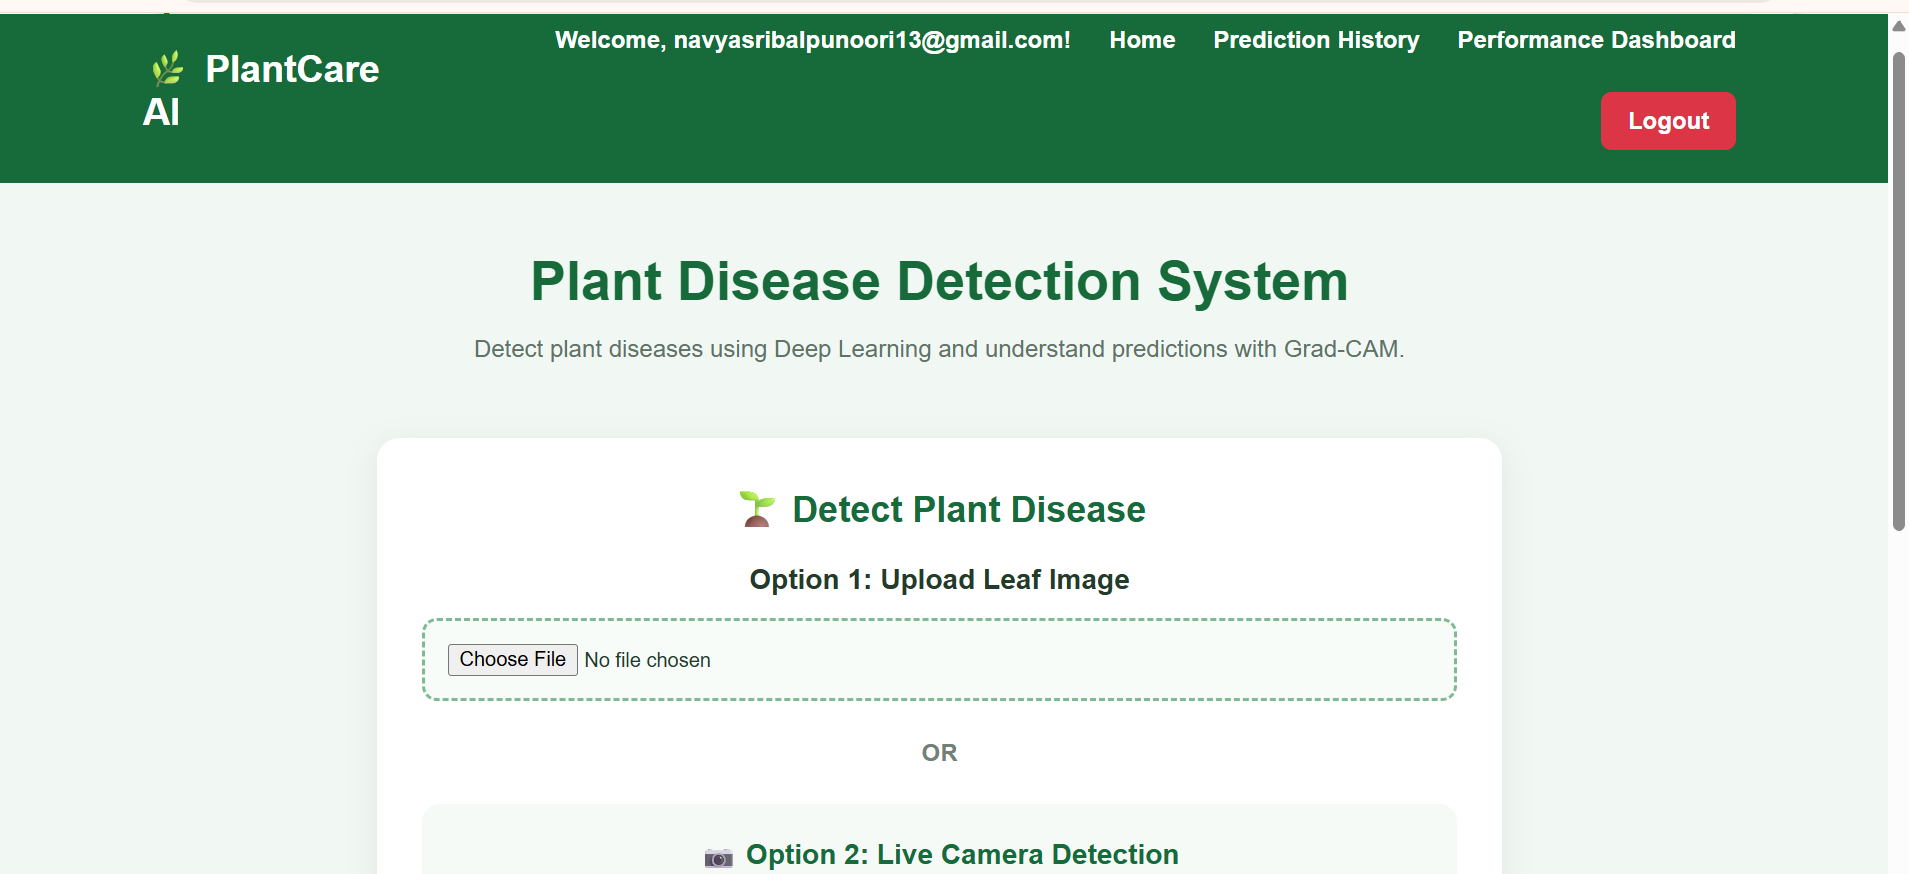 Welcome, navyasribalpunoori13@gmail.com! Home Prediction History Performance Dashboard
PlantCare
AI
Logout
Plant Disease Detection System
Detect plant diseases using Deep Learning and understand predictions with Grad-CAM.
Detect Plant Disease
Option 1: Upload Leaf Image
Choose File No file chosen
OR
Option 2: Live Camera Detection